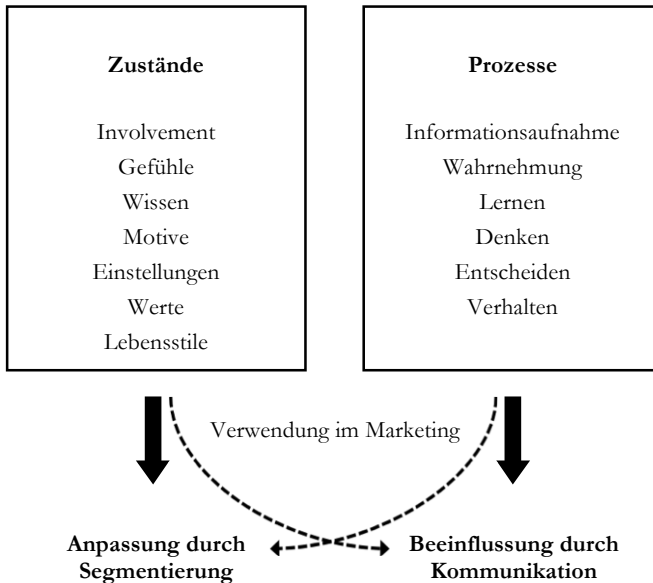 Zustände
Involvement
Gefühle
Wissen
Motive
Einstellungen
Werte
Lebensstile
Prozesse
Informationsaufnahme
Wahrnehmung
Lernen
Denken
Entscheiden
Verhalten
Verwendung im Marketing
Anpassung durch
Segmentierung
Beeinflussung durch
Kommunikation